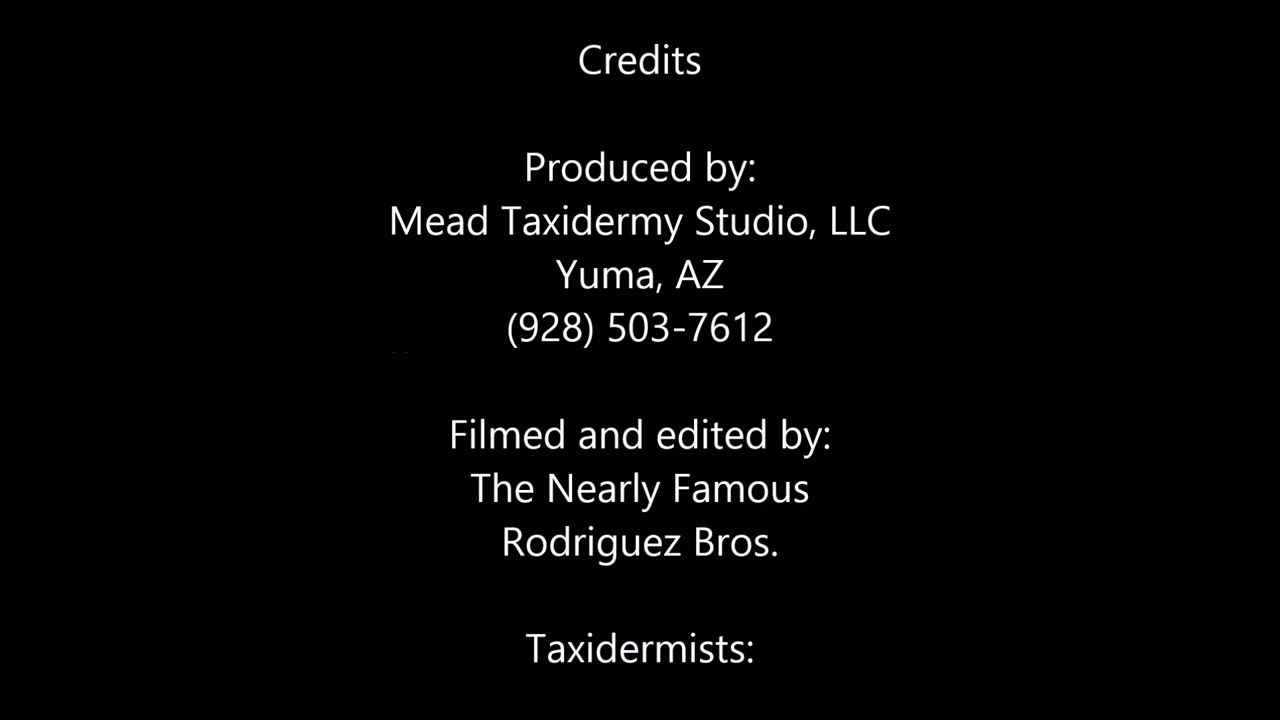 Credits
Produced by:
Mead Taxidermy Studio, LLC
Yuma, AZ
(928) 503-7612
Filmed and edited by:
The Nearly Famous
Rodriguez Bros.
Taxidermists: